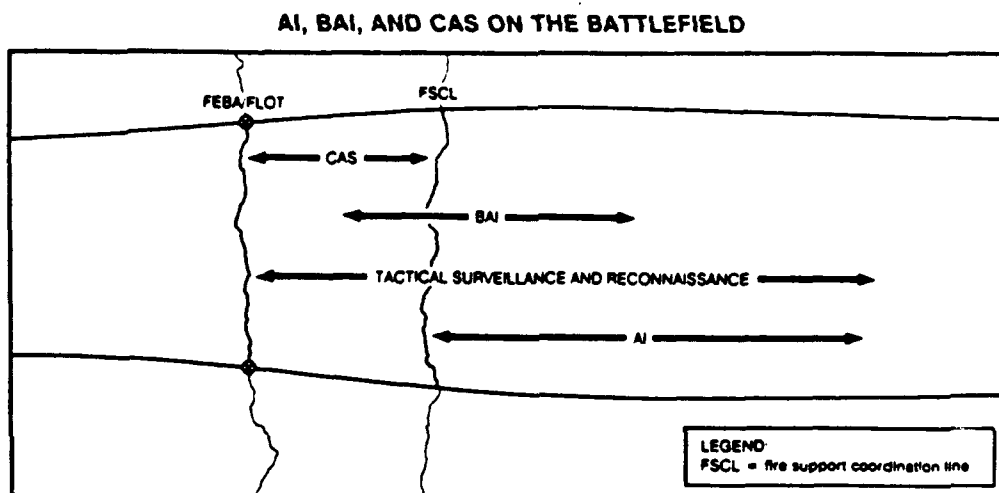 AI, BAI, AND CAS ON THE BATTLEFIELD
FEBA/FLOT
FSCL
CAS
BAI
TACTICAL SURVEILLANCE AND RECONNAISSANCE
AI
LEGEND
FSCL = fire support coordination line